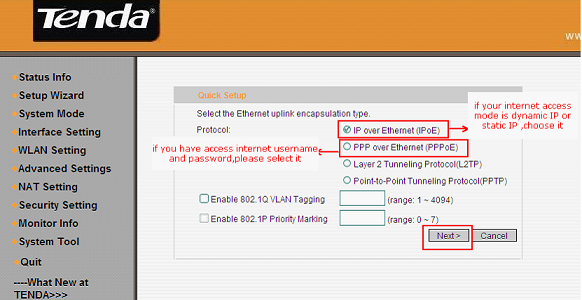 Tenda
ww
Status Info
Setup Wizard
System Mode
Interface Setting
WLAN Setting
Advanced Settings
NAT Setting
Security Setting
Monitor Info
System Tool
Quit
----What New at
TENDA>>>
Quick Setup
Select the Ethernet uplink encapsulation type.
Protocol:
IP over Ethernet (IPoE)
PPP over Ethernet (PPPoE)
Layer 2 Tunneling Protocol(L2TP)
Point-to-Point Tunneling Protocol(PPTP)
Enable 802.1Q VLAN Tagging
(range: 1 ~ 4094)
Enable 802.1P Priority Marking
(range: 0 ~ 7)
Next >
Cancel
if your internet access
mode is dynamic IP or
static IP ,choose it
if you have access internet username
and password,please select it